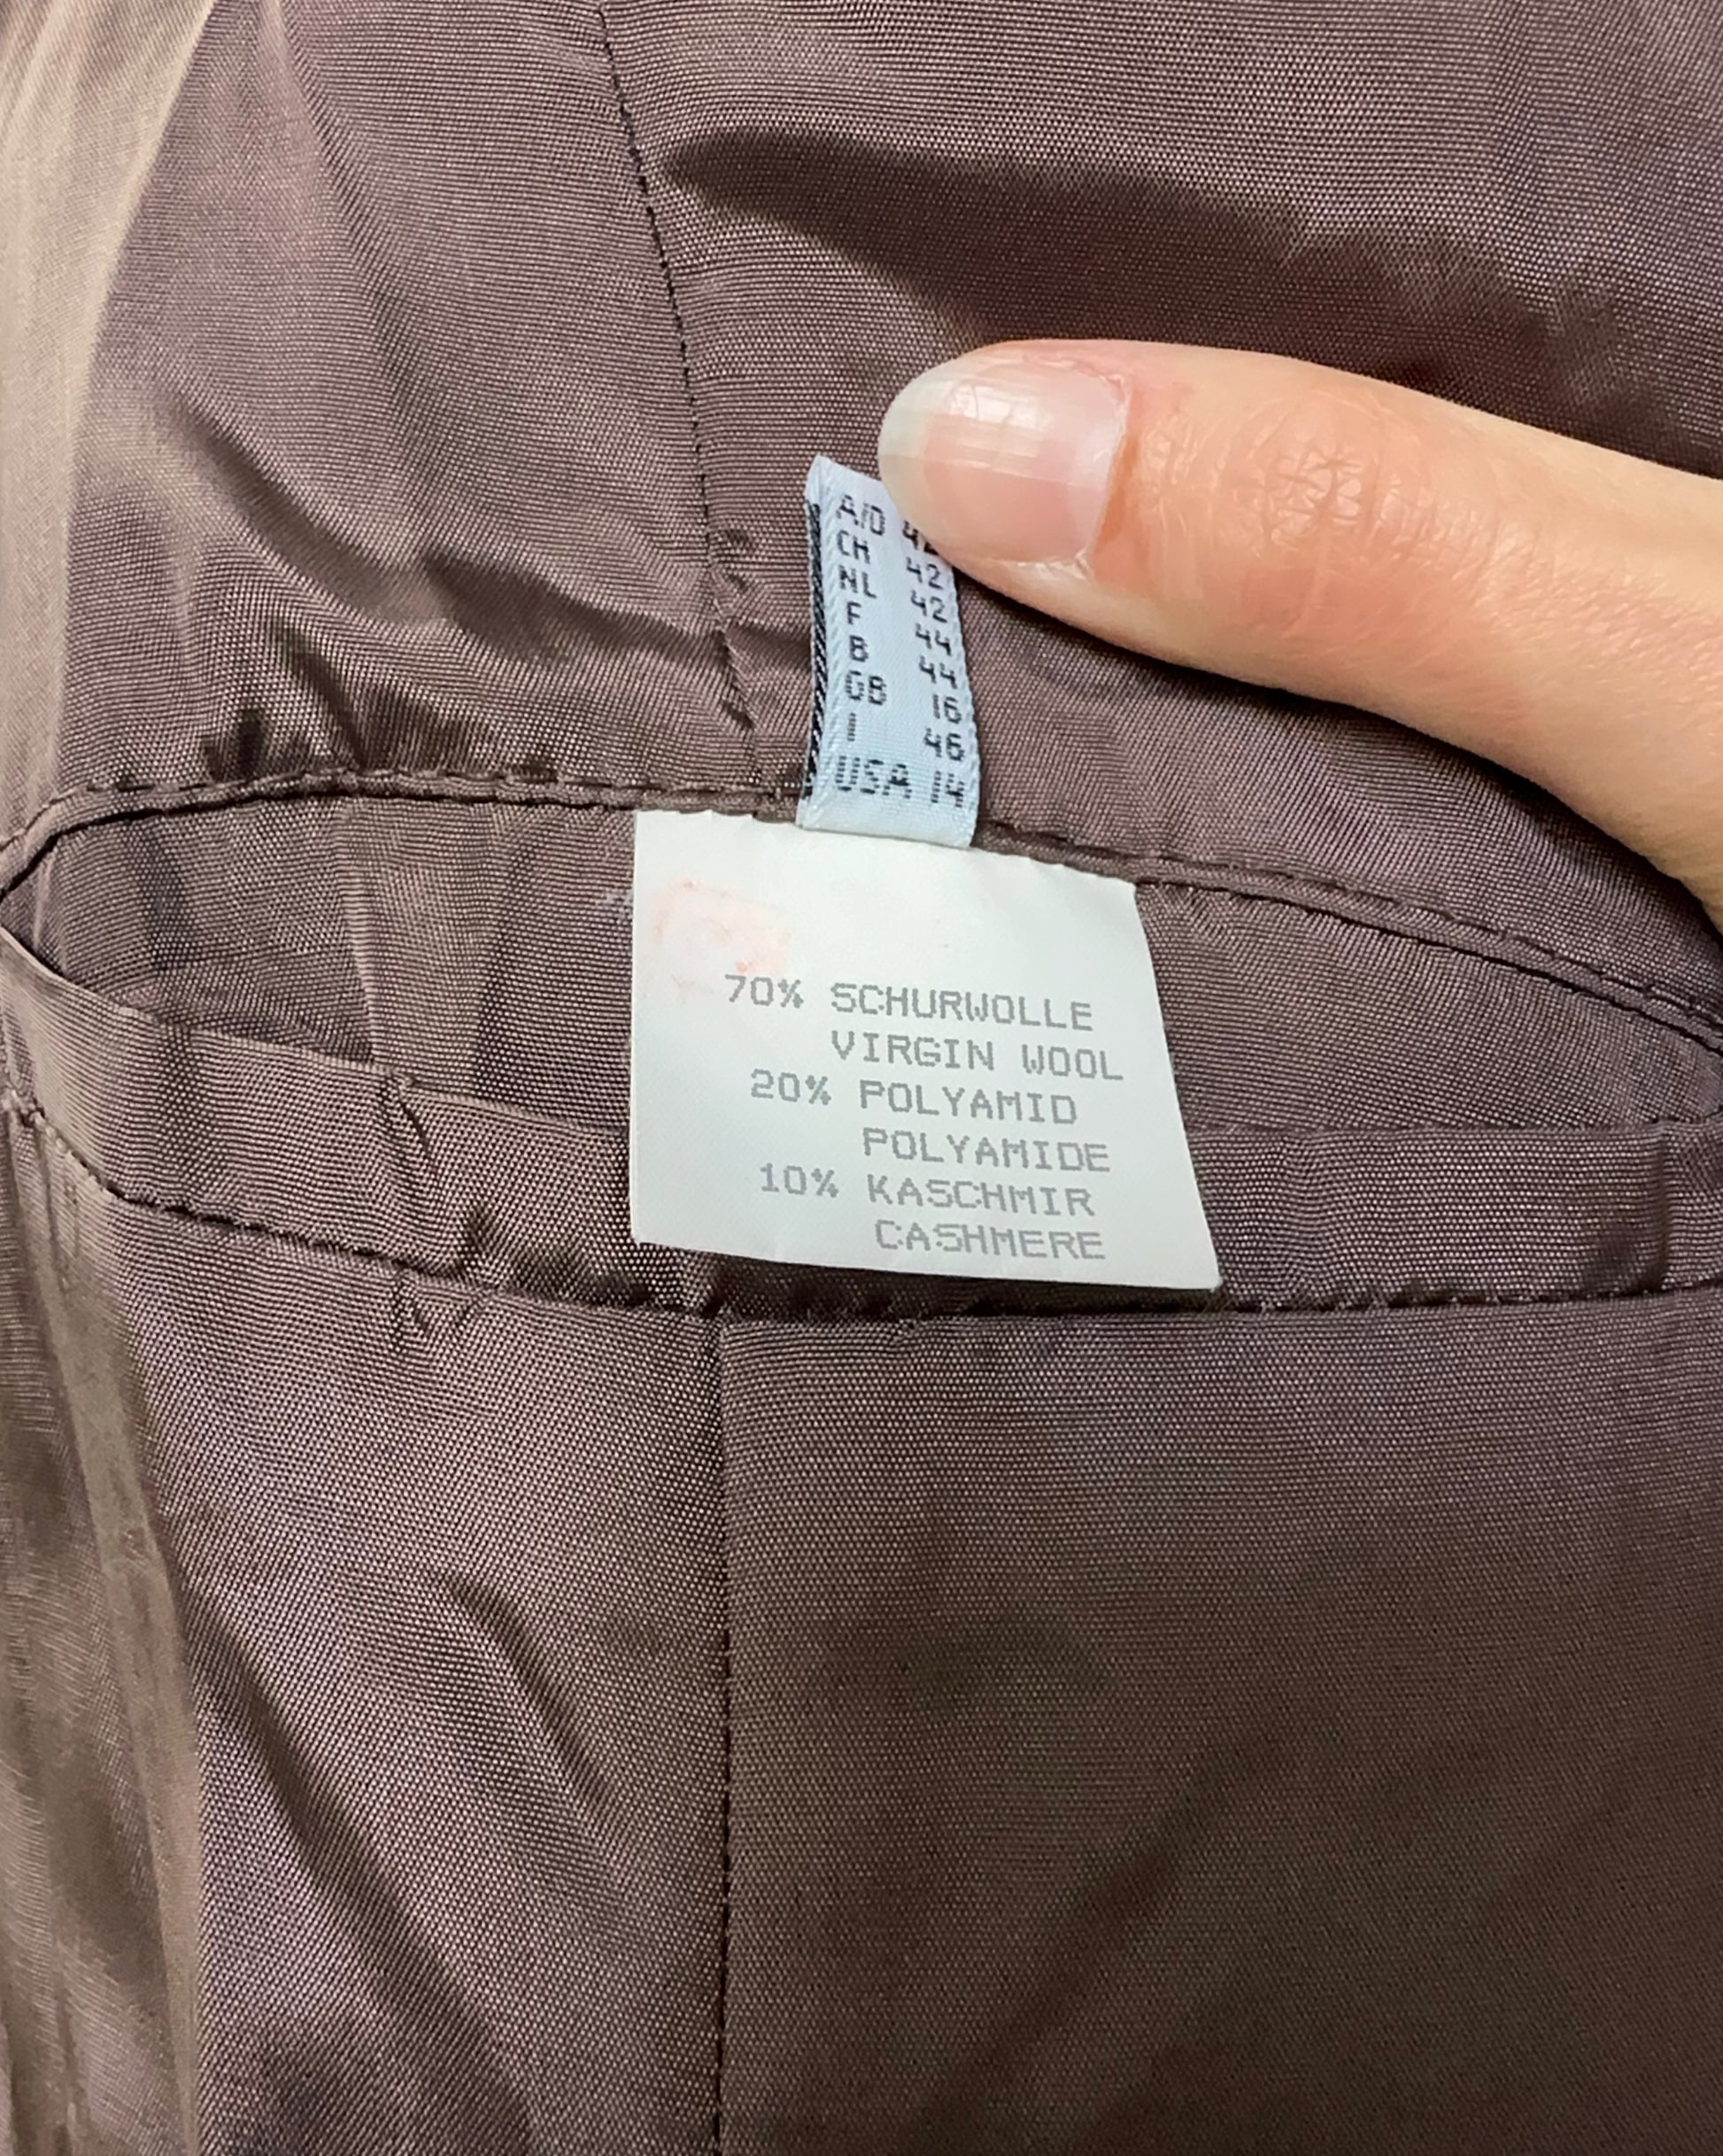 A/D 42
CH 42
NL 42
F 44
B 44
GB 16
I 46
USA 14
70% SCHURWOLLE
VIRGIN WOOL
20% POLYAMID
POLYAMIDE
10% KASCHMIR
CASHMERE